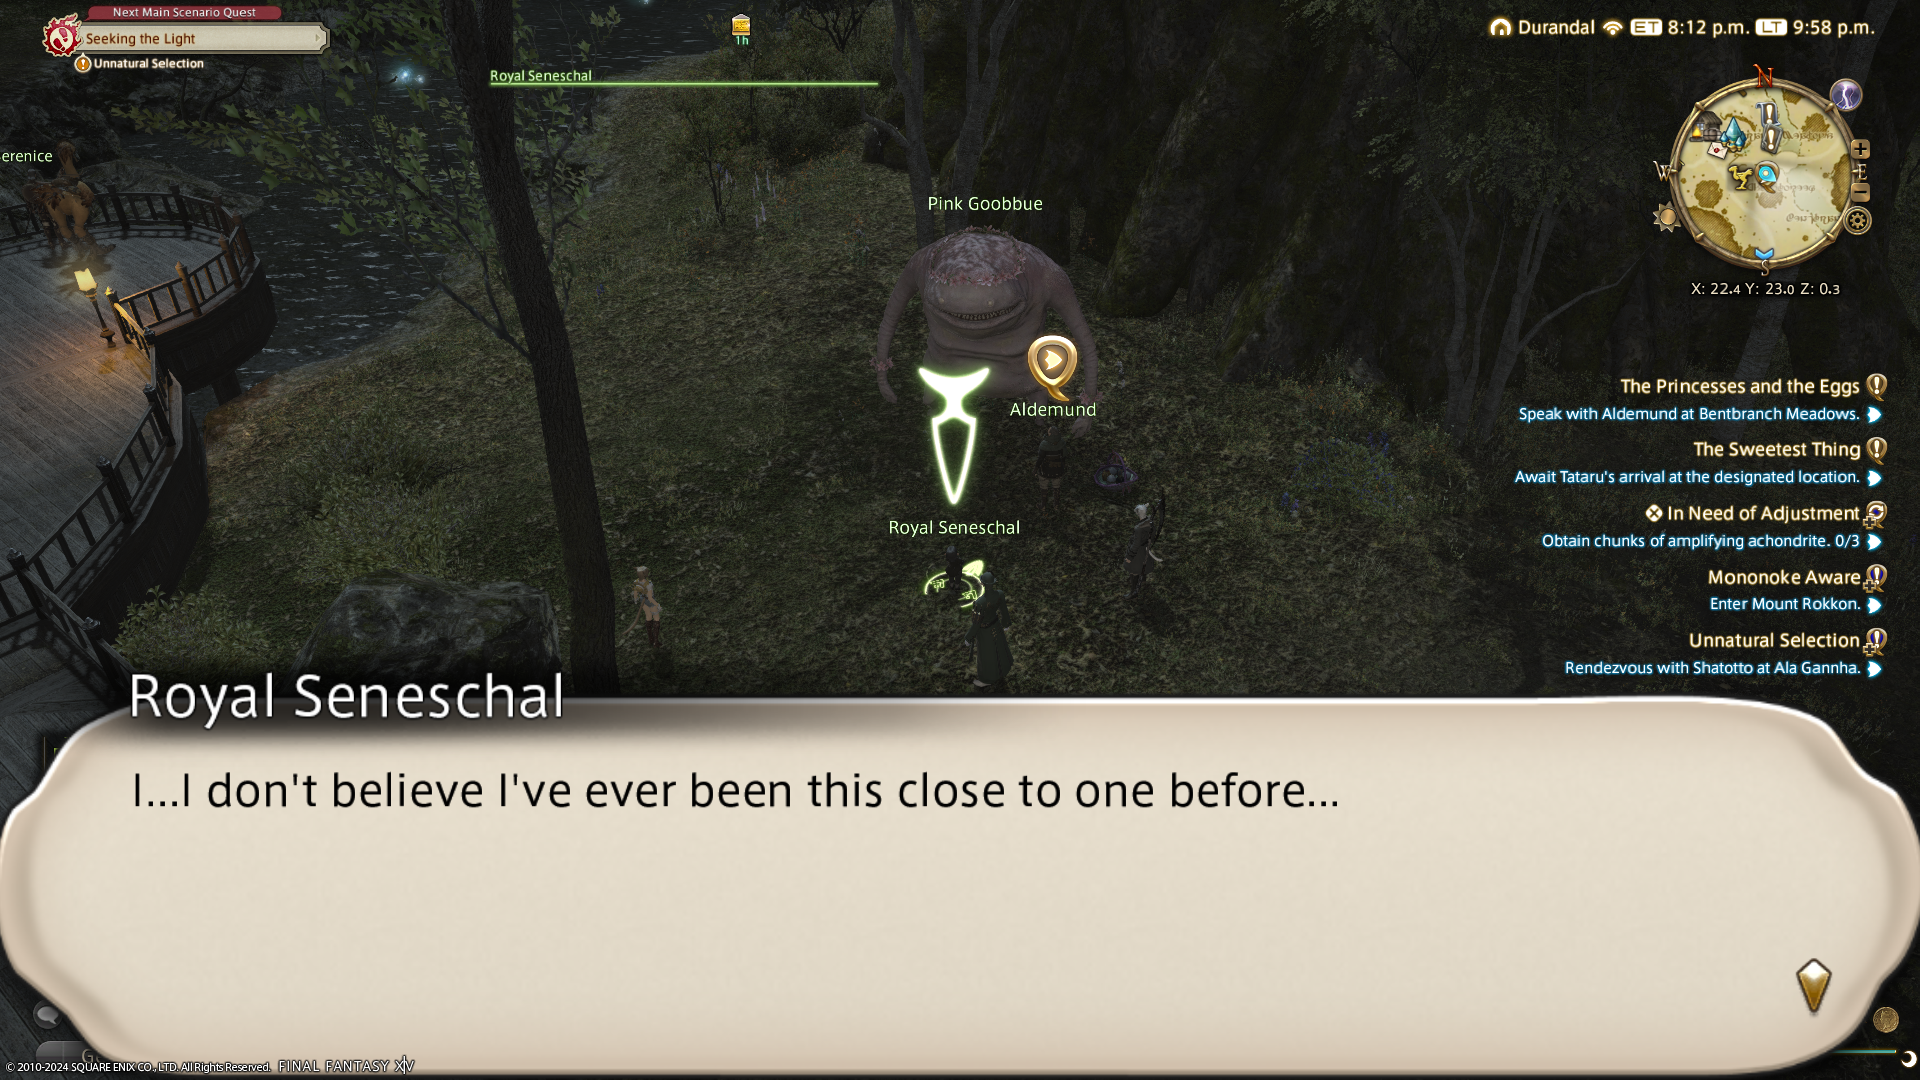 Next Main Scenario Quest
Seeking the Light
Unnatural Selection
1h
Royal Seneschal
Durandal ET 8:12 p.m. LT 9:58 p.m.
N
W
E
S
X: 22.4 Y: 23.0 Z: 0.3
erenice
Pink Goobbue
Aldemund
Royal Seneschal
The Princesses and the Eggs
Speak with Aldemund at Bentbranch Meadows.
The Sweetest Thing
Await Tataru's arrival at the designated location.
In Need of Adjustment
Obtain chunks of amplifying achondrite. 0/3
Mononoke Aware
Enter Mount Rokkon.
Unnatural Selection
Rendezvous with Shatotto at Ala Gannha.
Royal Seneschal
I...I don't believe I've ever been this close to one before...
© 2010-2024 SQUARE ENIX CO., LTD. All Rights Reserved. FINAL FANTASY XIV